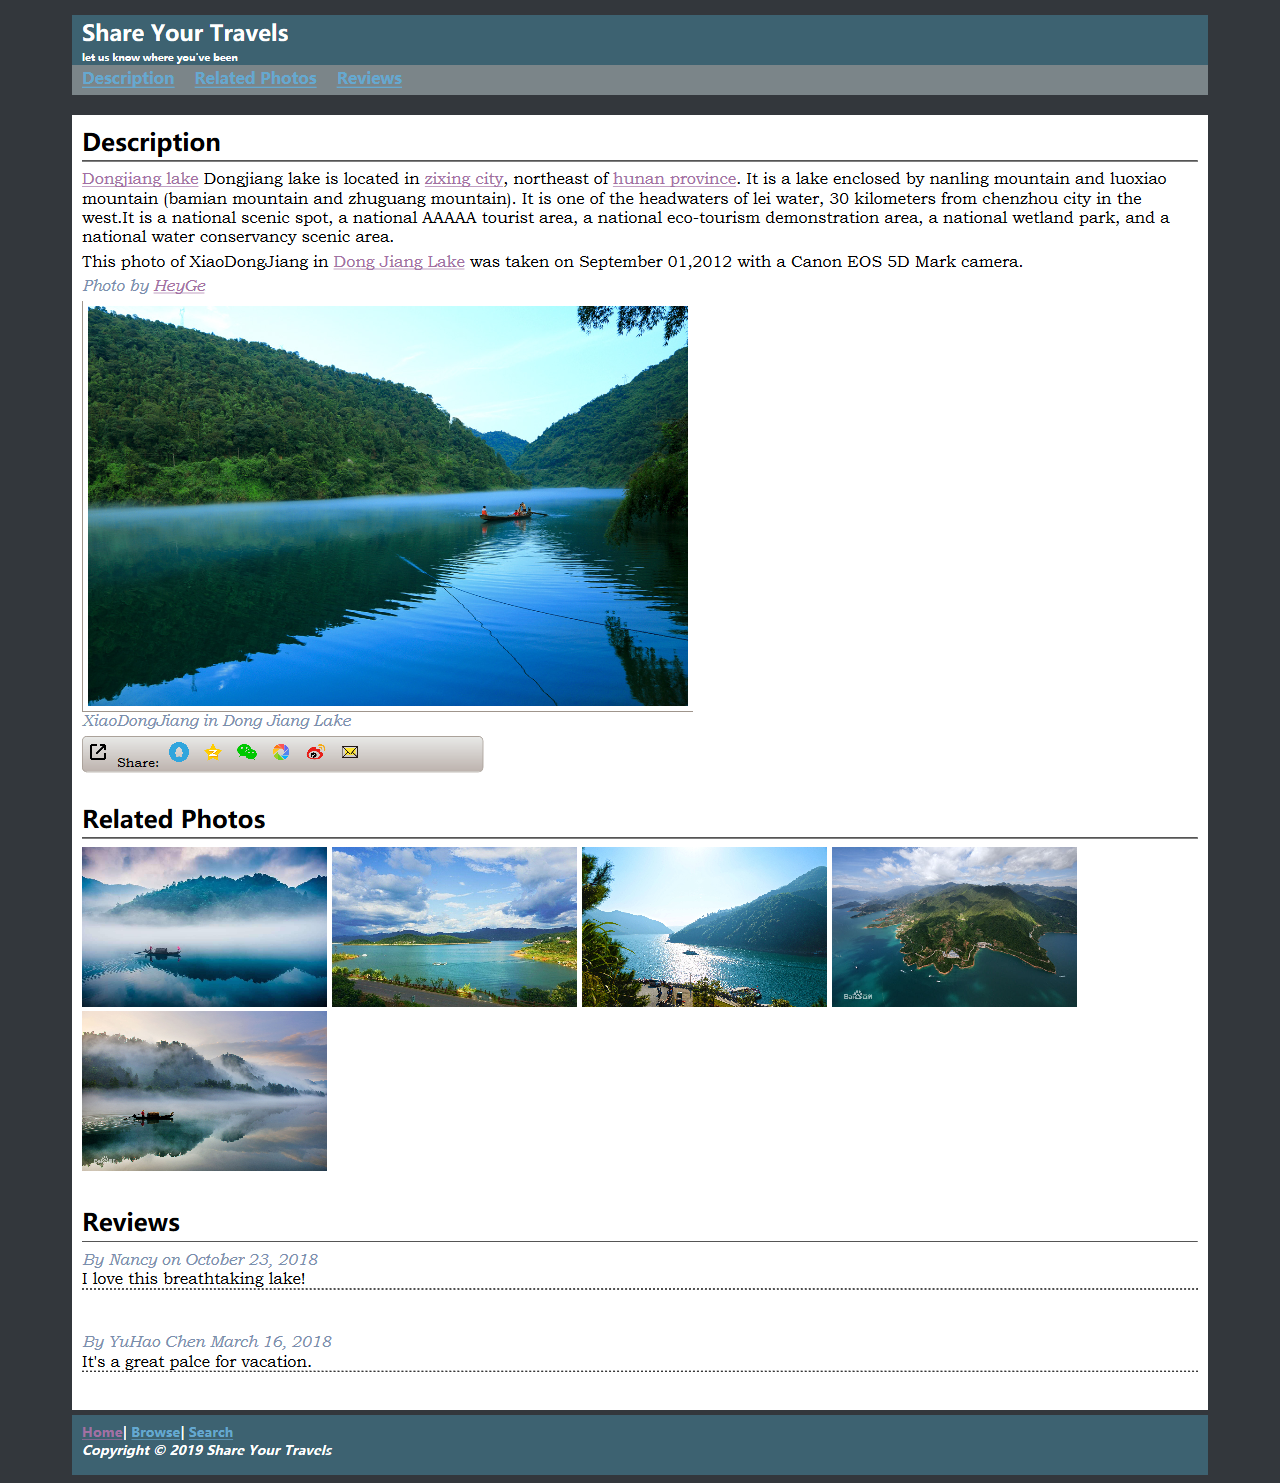 Share Your Travels
let us know where you've been
Description Related Photos Reviews
Description
Dongjiang lake Dongjiang lake is located in zixing city, northeast of hunan province. It is a lake enclosed by nanling mountain and luoxiao
mountain (bamian mountain and zhuguang mountain). It is one of the headwaters of lei water, 30 kilometers from chenzhou city in the
west.It is a national scenic spot, a national AAAAA tourist area, a national eco-tourism demonstration area, a national wetland park, and a
national water conservancy scenic area.
This photo of XiaoDongJiang in Dong Jiang Lake was taken on September 01,2012 with a Canon EOS 5D Mark camera.
Photo by HeyGe
XiaoDongJiang in Dong Jiang Lake
Share:
Related Photos
Bai百科
Reviews
By Nancy on October 23, 2018
I love this breathtaking lake!
By YuHao Chen March 16, 2018
It's a great palce for vacation.
Home| Browse| Search
Copyright © 2019 Share Your Travels